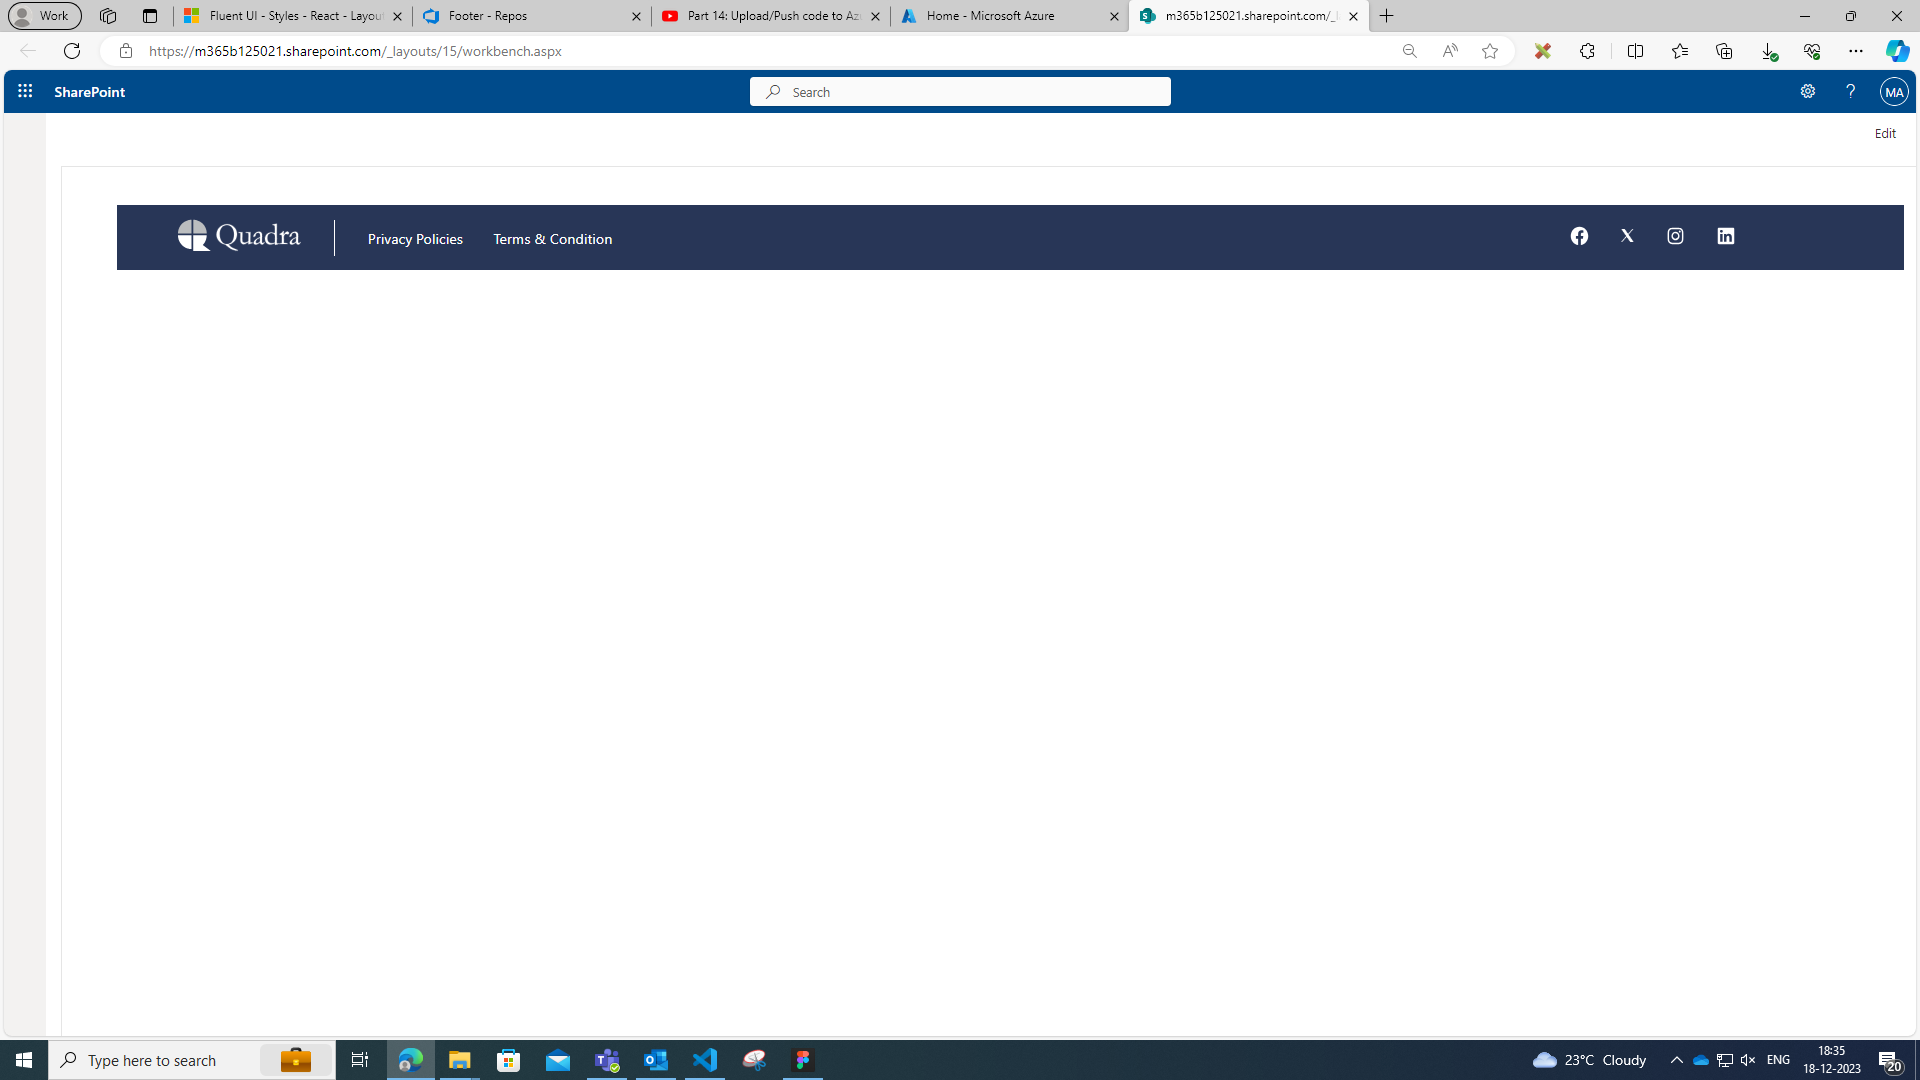 Work
Fluent UI - Styles - React - Layout
Footer - Repos
Part 14: Upload/Push code to Az
Home - Microsoft Azure
m365b125021.sharepoint.com/_l
https://m365b125021.sharepoint.com/_layouts/15/workbench.aspx
SharePoint
Search
MA
Edit
Quadra
Privacy Policies
Terms & Condition
Type here to search
23°C Cloudy
ENG
18:35
18-12-2023
20